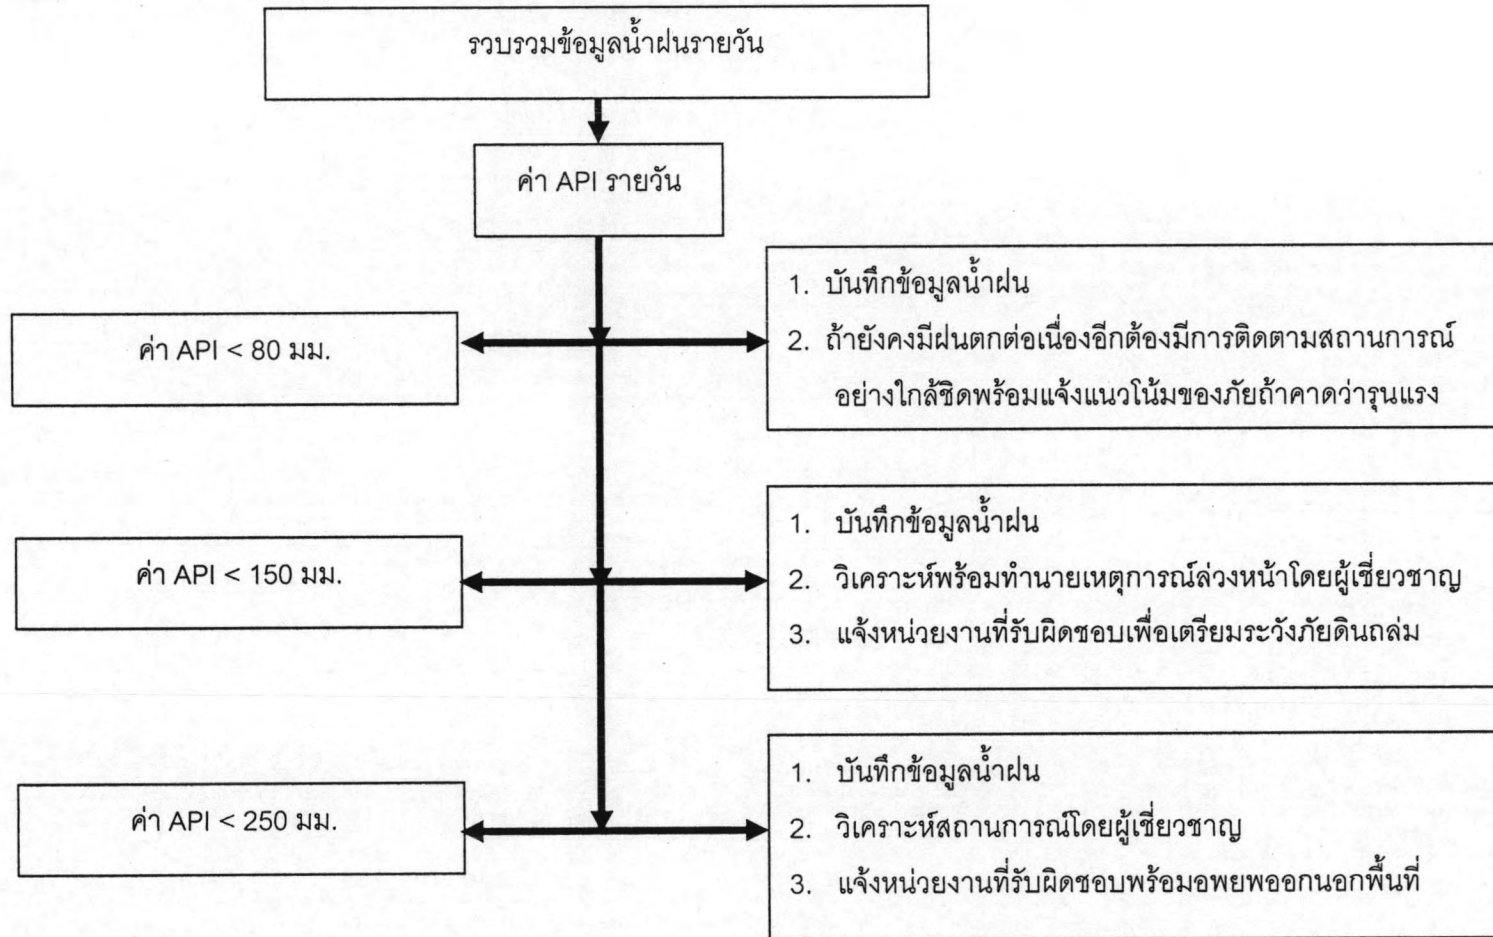 รวบรวมข้อมูลน้ำฝนรายวัน
ค่า API รายวัน
ค่า API < 80 มม.
1. บันทึกข้อมูลน้ำฝน
2. ถ้ายังคงมีฝนตกต่อเนื่องอีกต้องมีการติดตามสถานการณ์
อย่างใกล้ชิดพร้อมแจ้งแนวโน้มของภัยถ้าคาดว่ารุนแรง
ค่า API < 150 มม.
1. บันทึกข้อมูลน้ำฝน
2. วิเคราะห์พร้อมทำนายเหตุการณ์ล่วงหน้าโดยผู้เชี่ยวชาญ
3. แจ้งหน่วยงานที่รับผิดชอบเพื่อเตรียมระวังภัยดินถล่ม
ค่า API < 250 มม.
1. บันทึกข้อมูลน้ำฝน
2. วิเคราะห์สถานการณ์โดยผู้เชี่ยวชาญ
3. แจ้งหน่วยงานที่รับผิดชอบพร้อมอพยพออกนอกพื้นที่